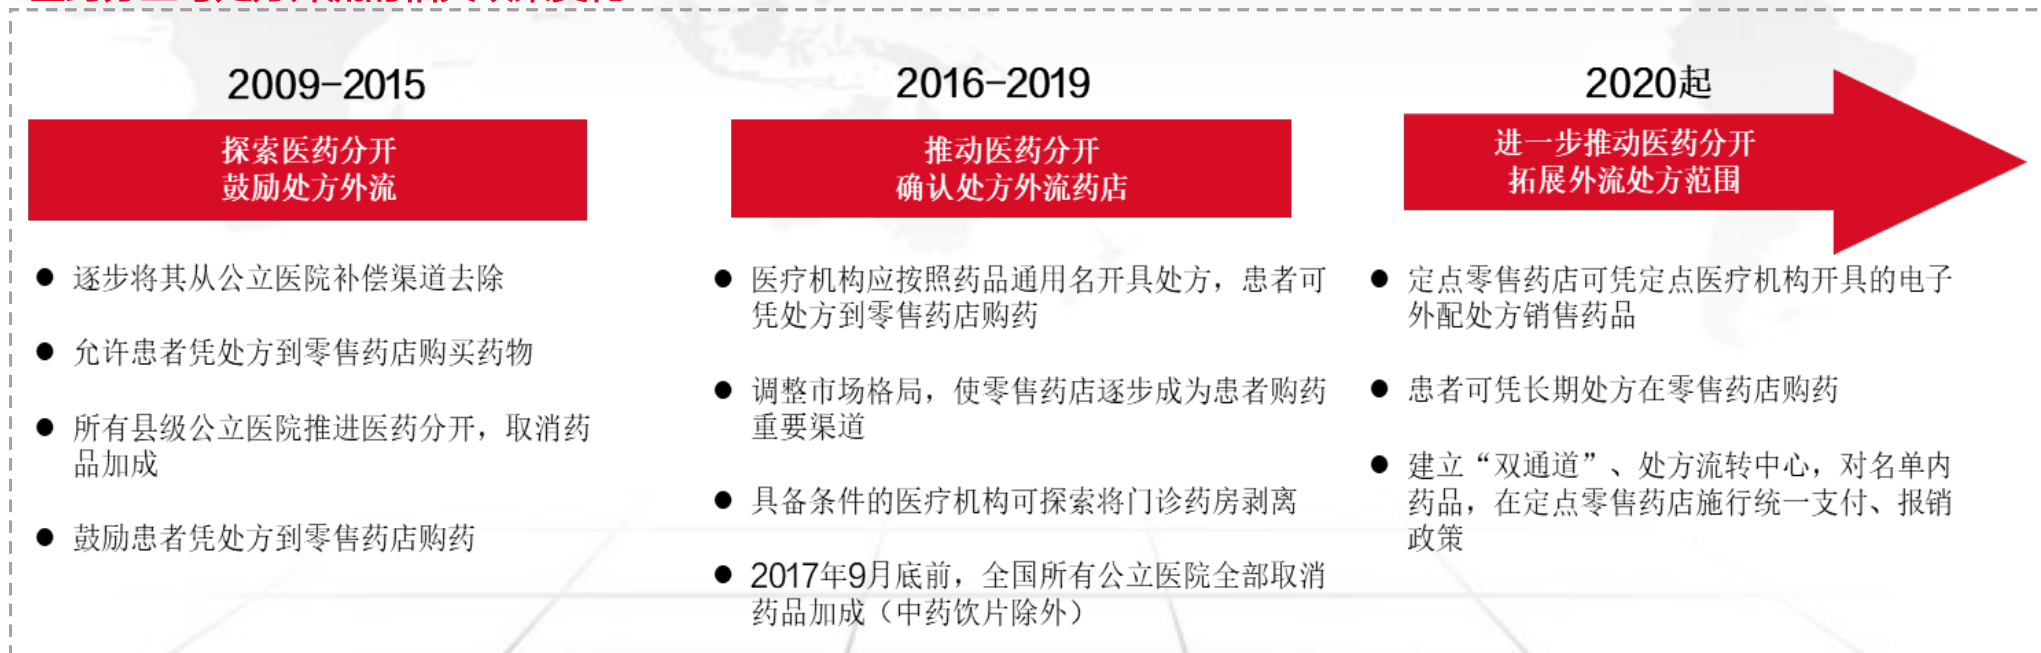 2009-2015
探索医药分开
鼓励处方外流
逐步将其从公立医院补偿渠道去除
允许患者凭处方到零售药店购买药物
所有县级公立医院推进医药分开，取消药
品加成
鼓励患者凭处方到零售药店购药
2016-2019
推动医药分开
确认处方外流药店
医疗机构应按照药品通用名开具处方，患者可
凭处方到零售药店购药
调整市场格局，使零售药店逐步成为患者购药
重要渠道
具备条件的医疗机构可探索将门诊药房剥离
2017年9月底前，全国所有公立医院全部取消
药品加成（中药饮片除外）
2020起
进一步推动医药分开
拓展外流处方范围
定点零售药店可凭定点医疗机构开具的电子
外配处方销售药品
患者可凭长期处方在零售药店购药
建立“双通道”、处方流转中心，对名单内
药品，在定点零售药店施行统一支付、报销
政策